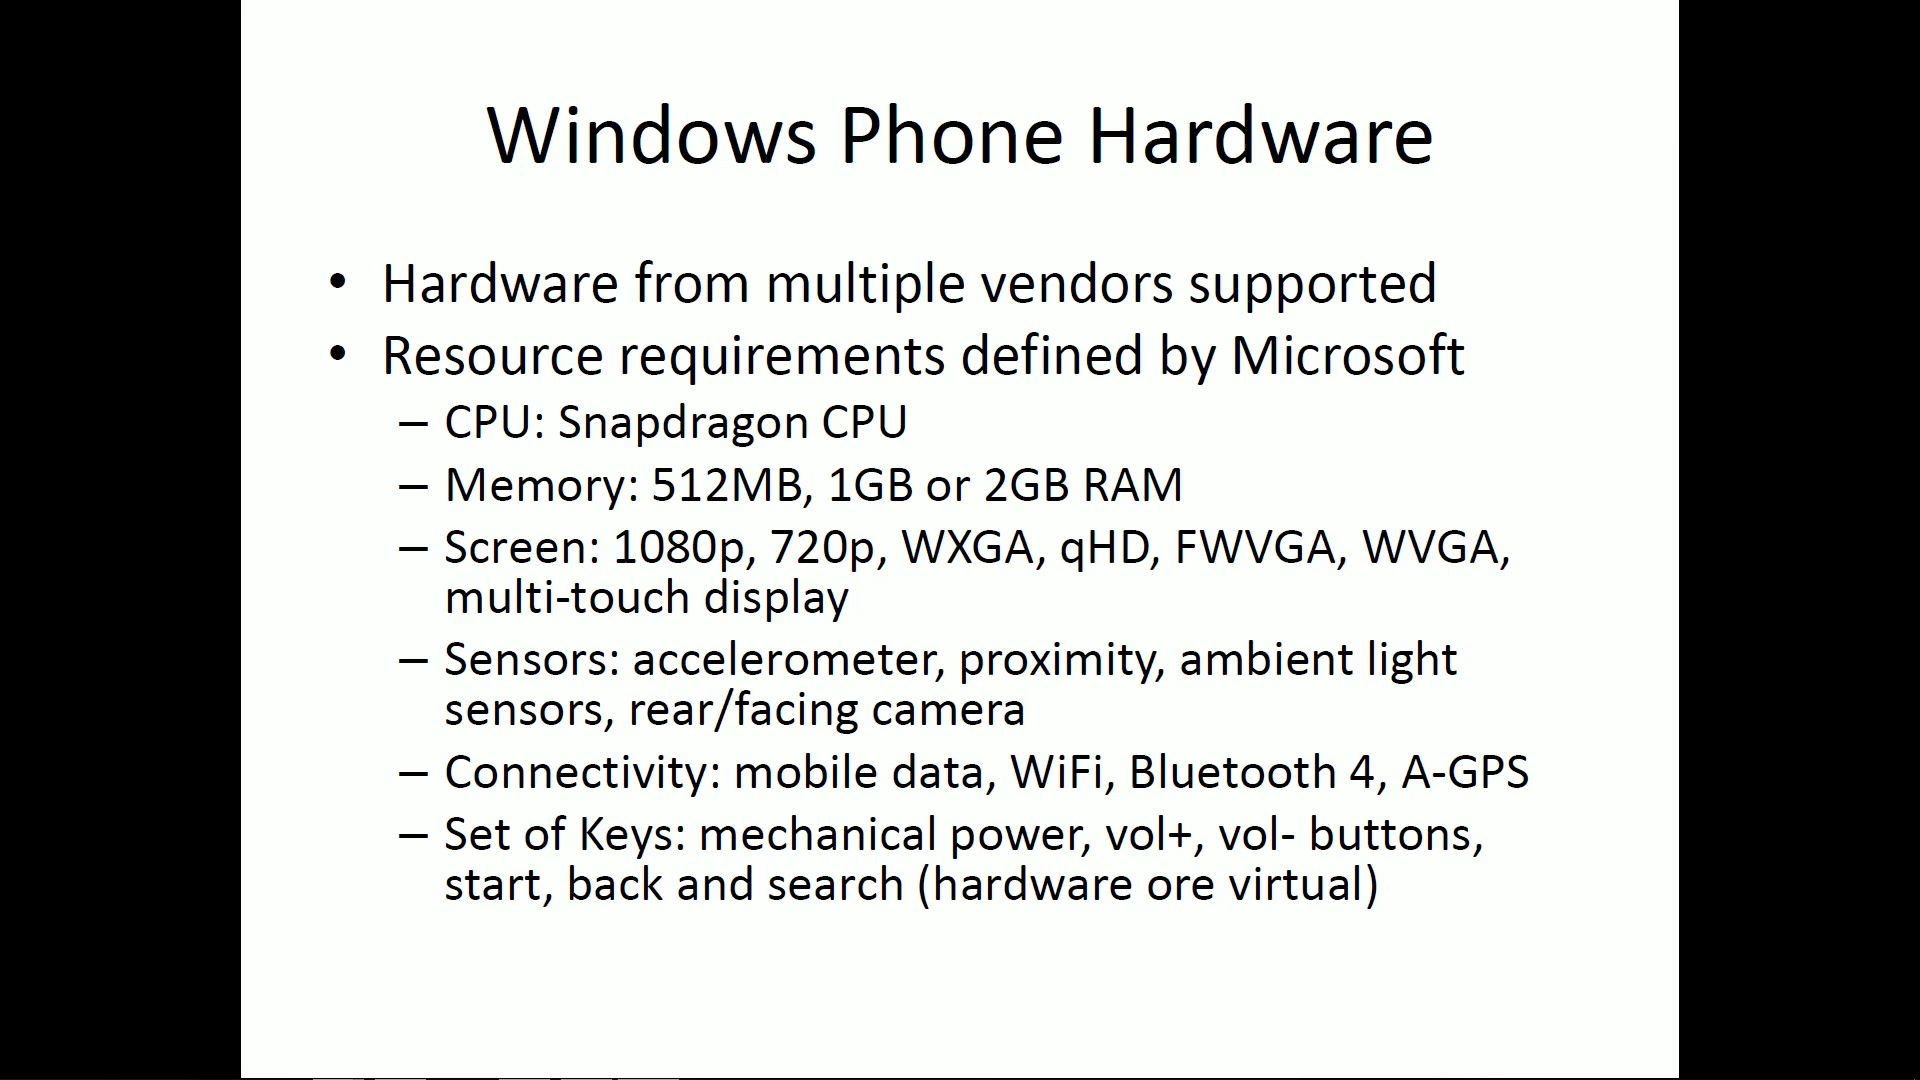 Windows Phone Hardware
• Hardware from multiple vendors supported
• Resource requirements defined by Microsoft
– CPU: Snapdragon CPU
– Memory: 512MB, 1GB or 2GB RAM
– Screen: 1080p, 720p, WXGA, qHD, FWVGA, WVGA,
multi-touch display
– Sensors: accelerometer, proximity, ambient light
sensors, rear/facing camera
– Connectivity: mobile data, WiFi, Bluetooth 4, A-GPS
– Set of Keys: mechanical power, vol+, vol- buttons,
start, back and search (hardware ore virtual)